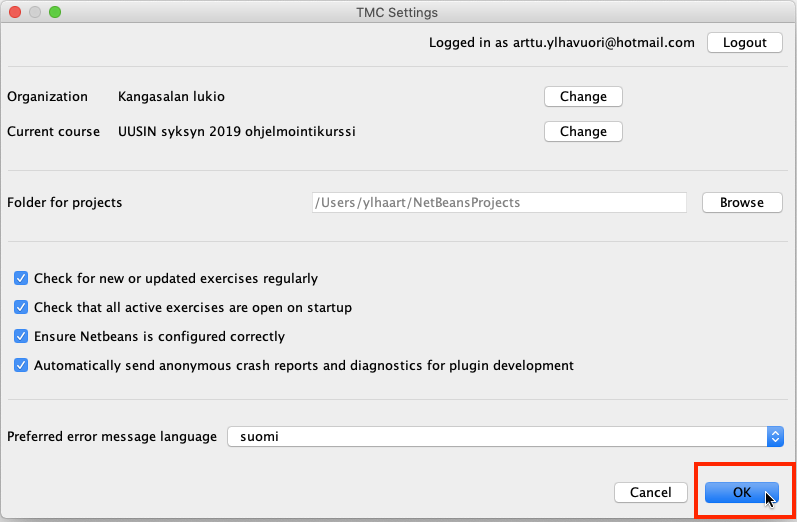 TMC Settings
Logged in as arttu.ylhavuori@hotmail.com Logout
Organization Kangasalan lukio Change
Current course UUSIN syksyn 2019 ohjelmointikurssi Change
Folder for projects /Users/ylhaart/NetBeansProjects Browse
Check for new or updated exercises regularly
Check that all active exercises are open on startup
Ensure Netbeans is configured correctly
Automatically send anonymous crash reports and diagnostics for plugin development
Preferred error message language suomi
Cancel OK